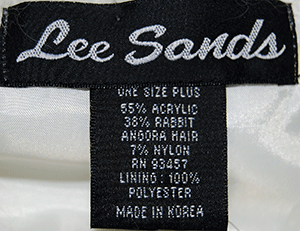 Lee Sands
ONE SIZE PLUS
55% ACRYLIC
38% RABBIT
ANGORA HAIR
7% NYLON
RN 93457
LINING : 100%
POLYESTER
MADE IN KOREA